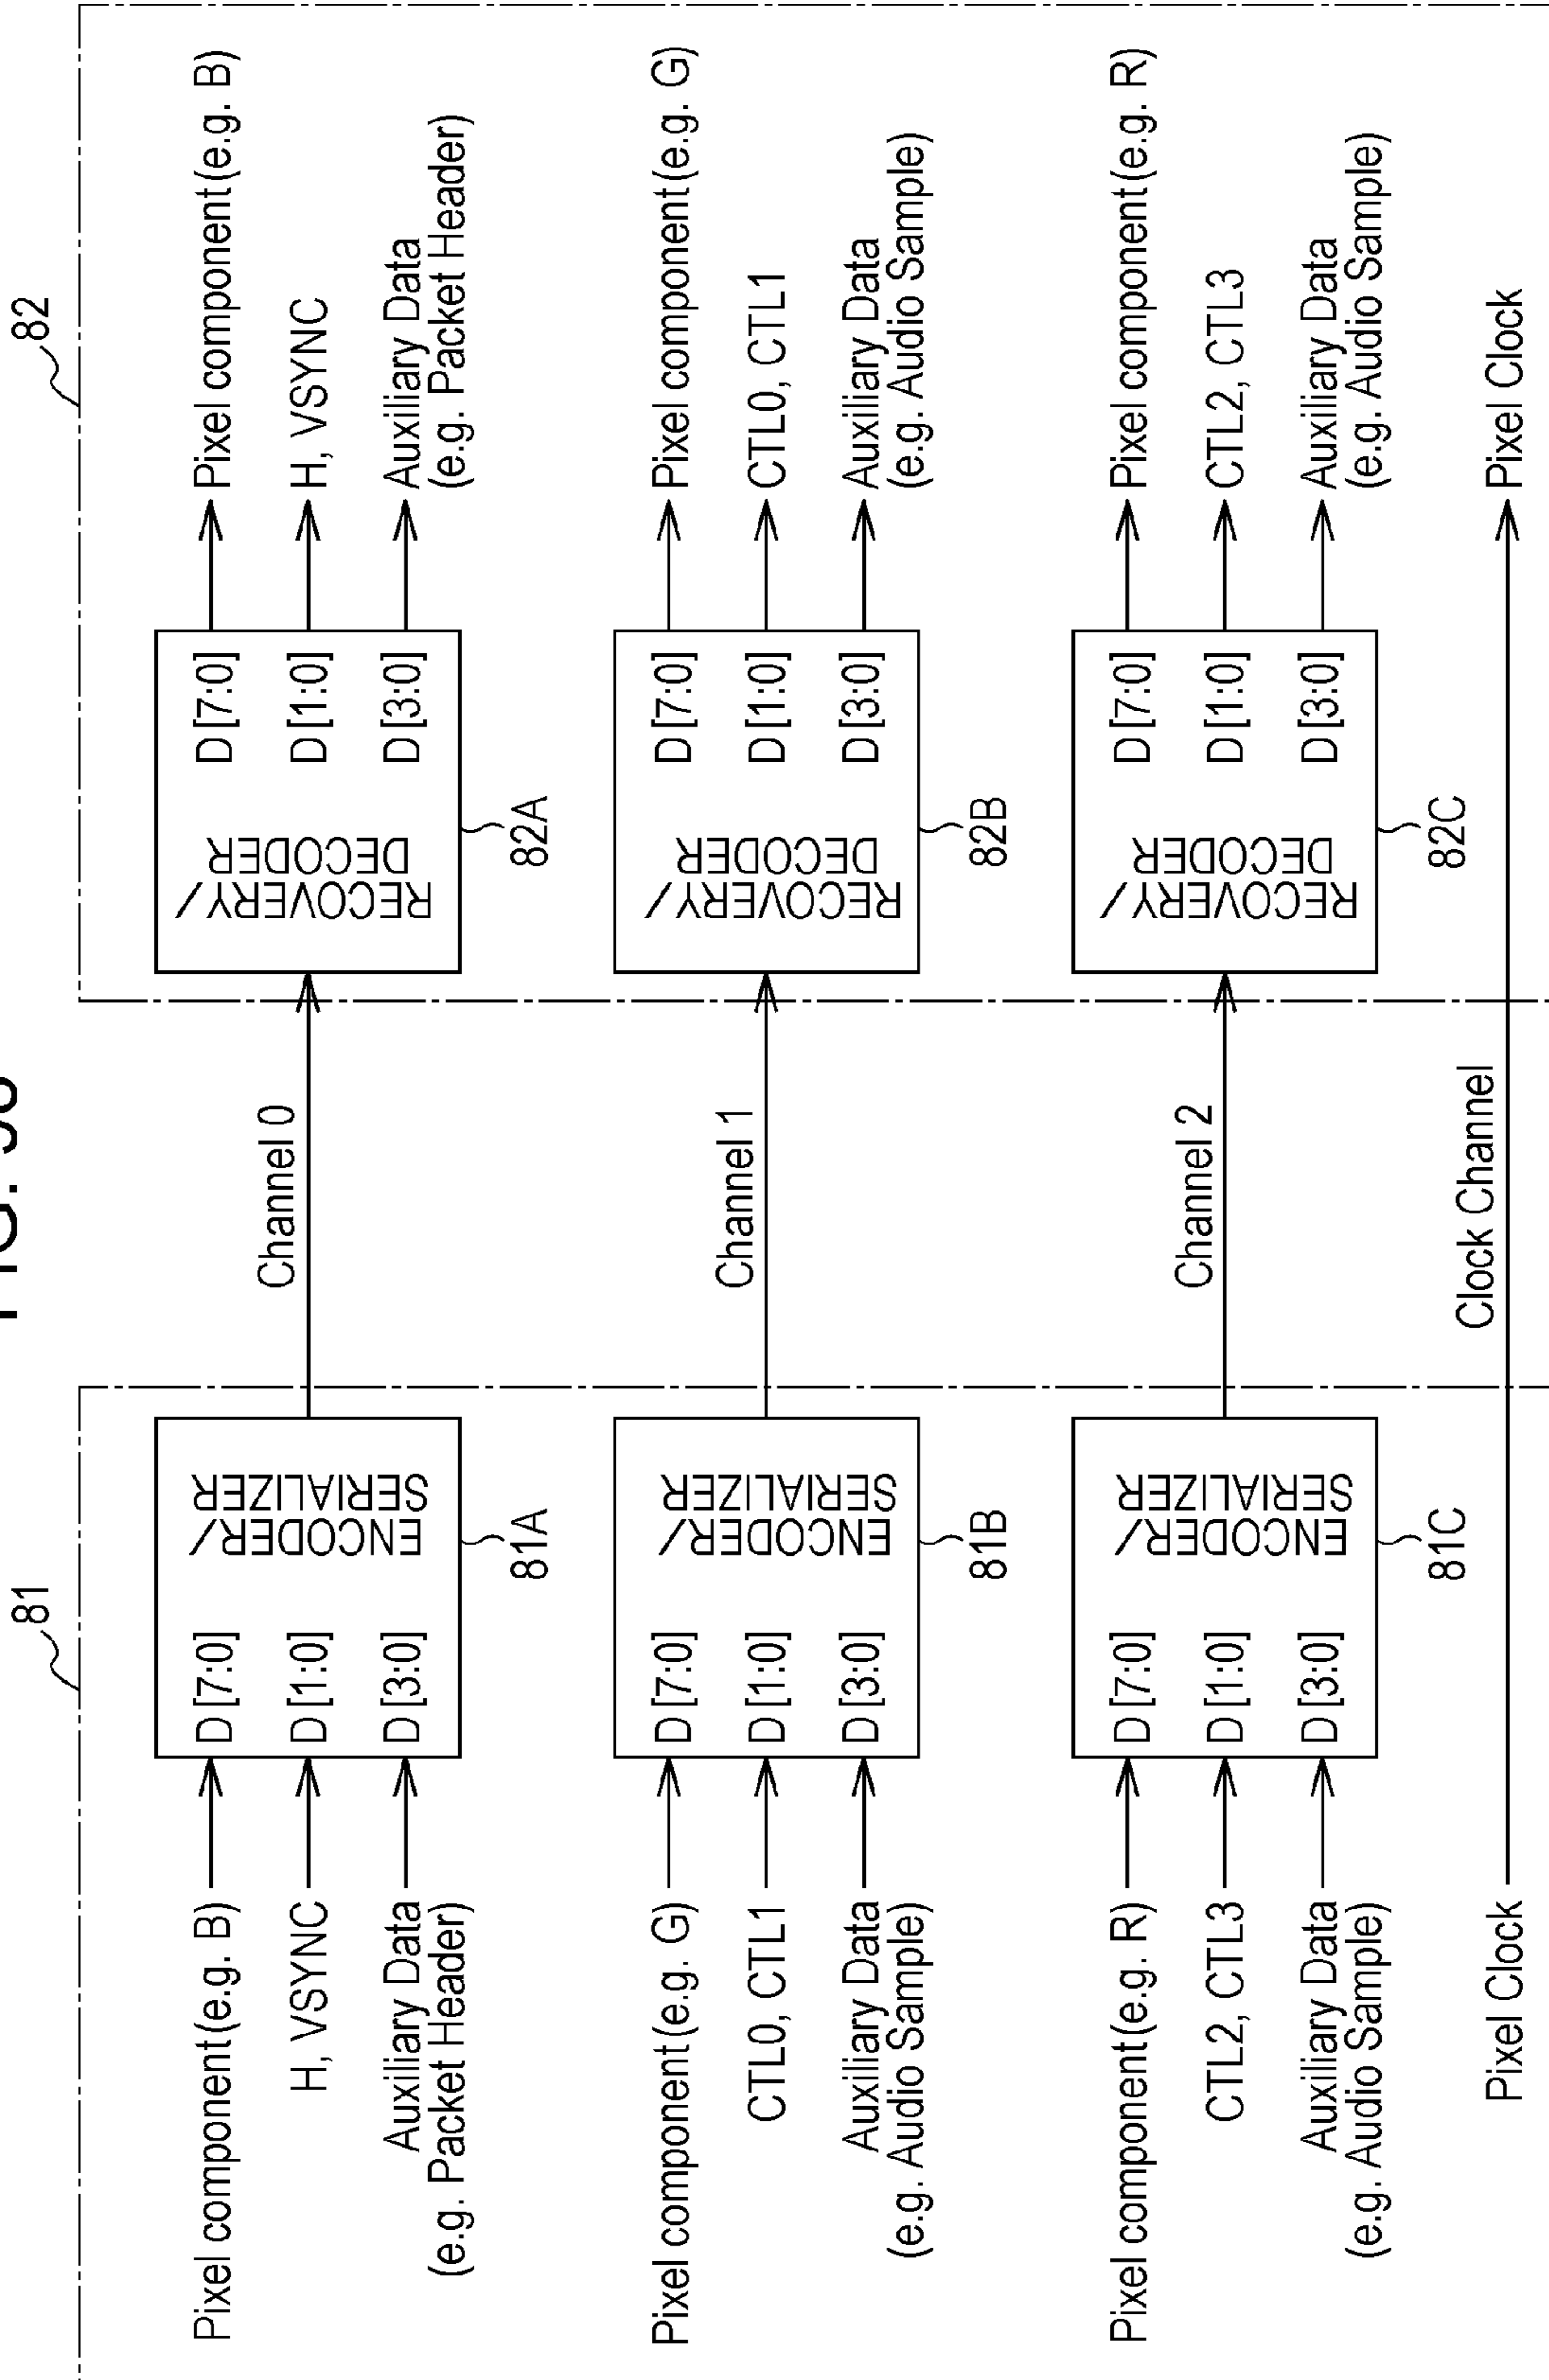 FIG.
81
82
Pixel component (e.g. B)
H, VSYNC
Auxiliary Data
(e.g. Packet Header)
D [7:0]
D [1:0]
D [3:0]
ENCODER/
SERIALIZER
81A
Channel 0
RECOVERY/
DECODER
D [7:0]
D [1:0]
D [3:0]
82A
Pixel component (e.g. B)
H, VSYNC
Auxiliary Data
(e.g. Packet Header)
Pixel component (e.g. G)
CTL0, CTL1
Auxiliary Data
(e.g. Audio Sample)
D [7:0]
D [1:0]
D [3:0]
ENCODER/
SERIALIZER
81B
Channel 1
RECOVERY/
DECODER
D [7:0]
D [1:0]
D [3:0]
82B
Pixel component (e.g. G)
CTL0, CTL1
Auxiliary Data
(e.g. Audio Sample)
Pixel component (e.g. R)
CTL2, CTL3
Auxiliary Data
(e.g. Audio Sample)
D [7:0]
D [1:0]
D [3:0]
ENCODER/
SERIALIZER
81C
Channel 2
RECOVERY/
DECODER
D [7:0]
D [1:0]
D [3:0]
82C
Pixel component (e.g. R)
CTL2, CTL3
Auxiliary Data
(e.g. Audio Sample)
Pixel Clock
Clock Channel
Pixel Clock